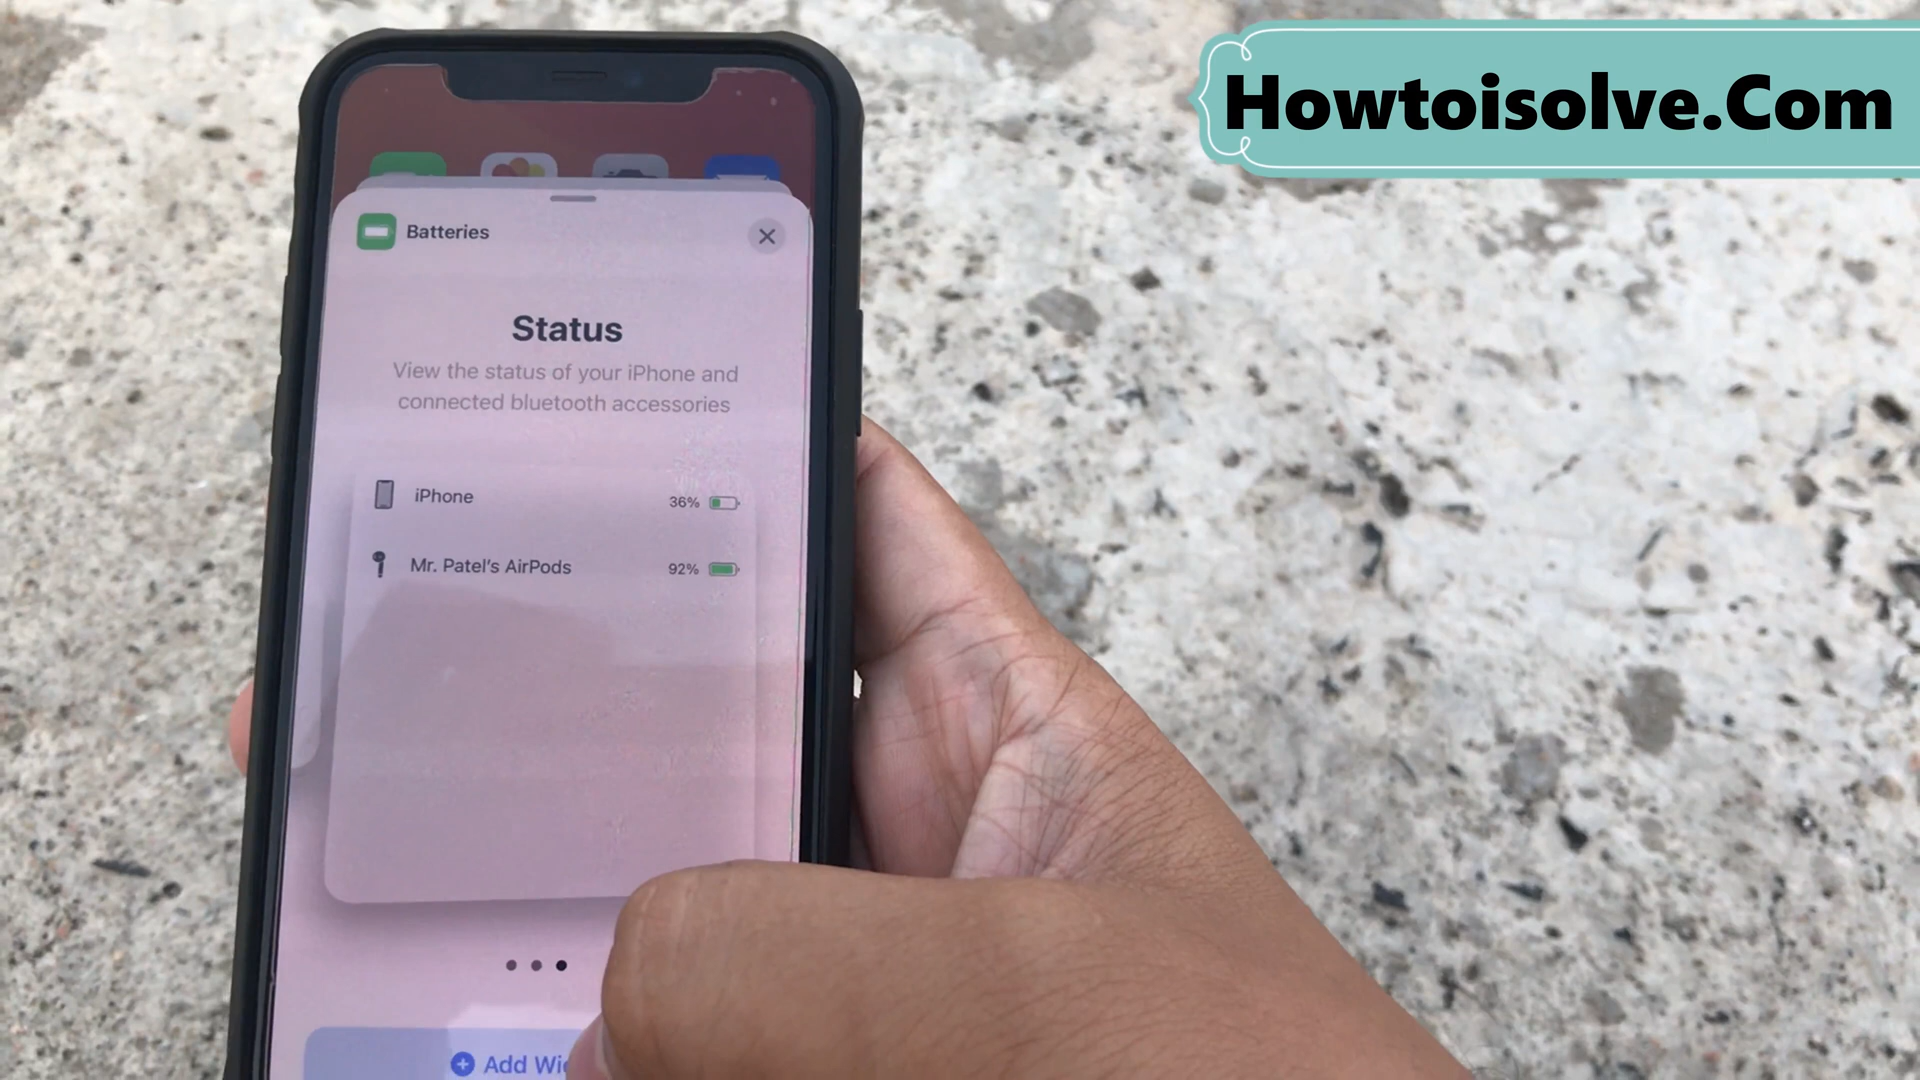 Howtoisolve.Com
Batteries
Status
View the status of your iPhone and
connected bluetooth accessories
iPhone
36%
Mr. Patel's AirPods
92%
Add